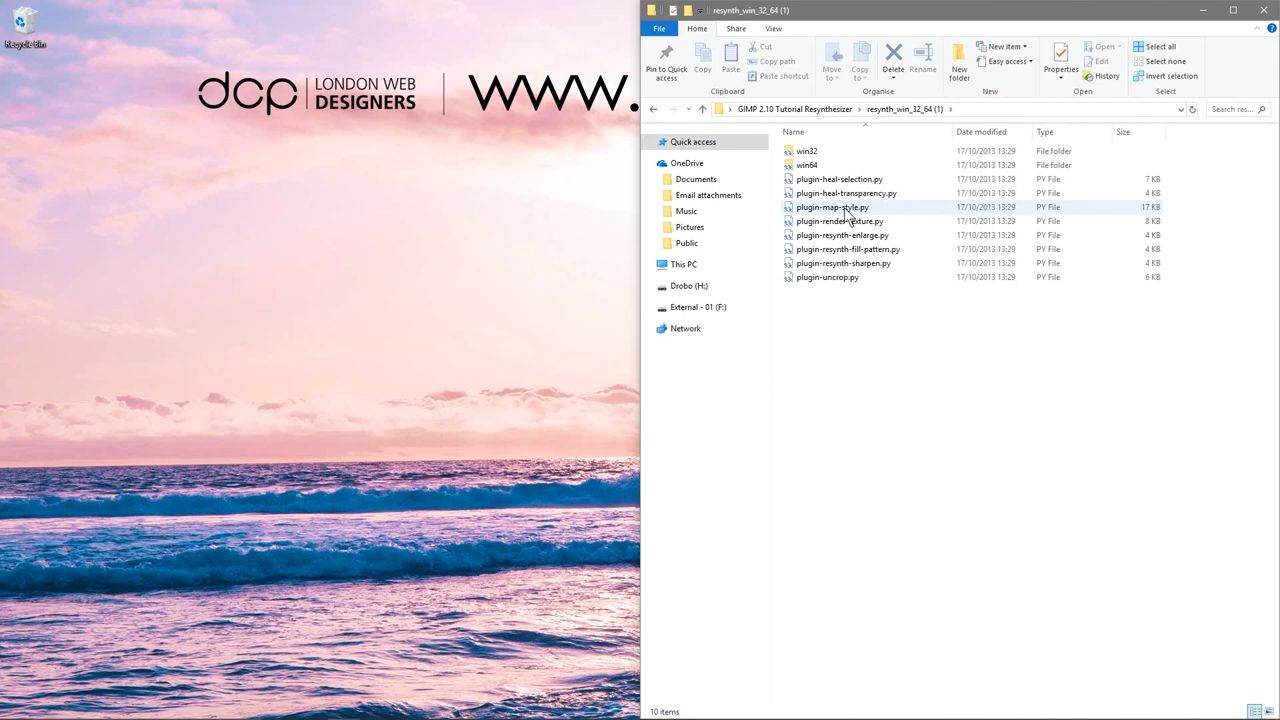 Recycle Bin
dcp LONDON WEB DESIGNERS
www.
resynth_win_32_64 (1)
File Home Share View
Pin to Quick access
Copy
Paste
Cut
Copy path
Paste shortcut
Clipboard
Move to
Copy to
Delete
Rename
Organise
New folder
New item
Easy access
New
Properties
Open
Edit
History
Open
Select all
Select none
Invert selection
Select
GIMP 2.10 Tutorial Resynthesizer > resynth_win_32_64 (1) >
Search res...
Quick access
OneDrive
Documents
Email attachments
Music
Pictures
Public
This PC
Drobo (H:)
External - 01 (F:)
Network
Name Date modified Type Size
win32 17/10/2013 13:29 File folder
win64 17/10/2013 13:29 File folder
plugin-heal-selection.py 17/10/2013 13:29 PY File 7 KB
plugin-heal-transparency.py 17/10/2013 13:29 PY File 4 KB
plugin-map-style.py 17/10/2013 13:29 PY File 17 KB
plugin-render-texture.py 17/10/2013 13:29 PY File 8 KB
plugin-resynth-enlarge.py 17/10/2013 13:29 PY File 4 KB
plugin-resynth-fill-pattern.py 17/10/2013 13:29 PY File 4 KB
plugin-resynth-sharpen.py 17/10/2013 13:29 PY File 4 KB
plugin-uncrop.py 17/10/2013 13:29 PY File 6 KB
10 items